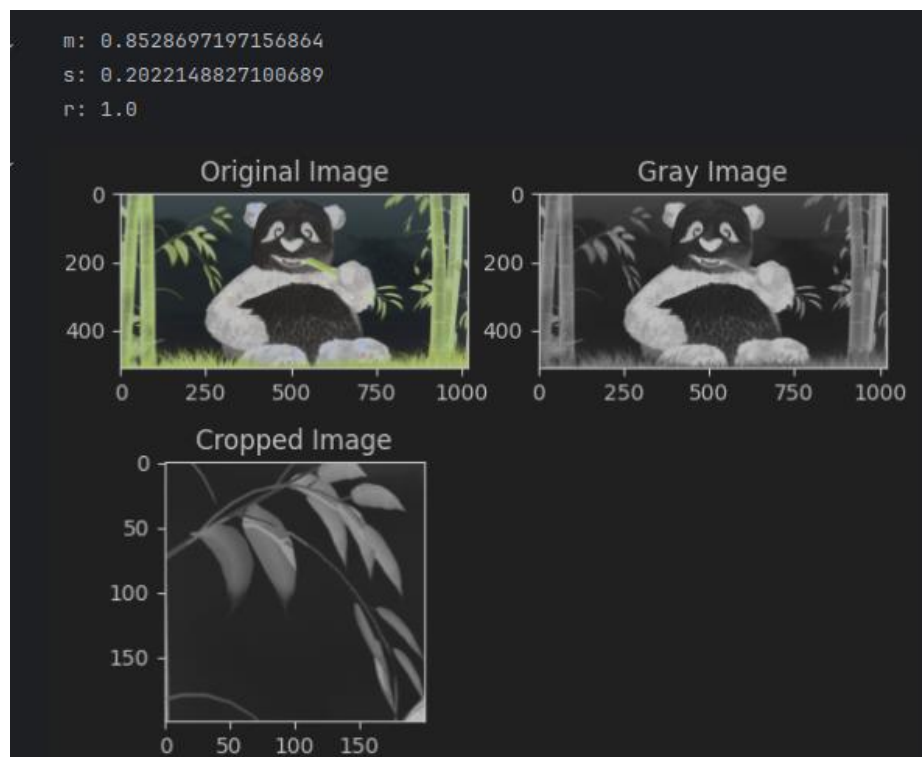 m: 0.8528697197156864
s: 0.2022148827100689
r: 1.0
Original Image
Gray Image
0
200
400
0 250 500 750 1000
0
200
400
0 250 500 750 1000
Cropped Image
0
50
100
150
0 50 100 150